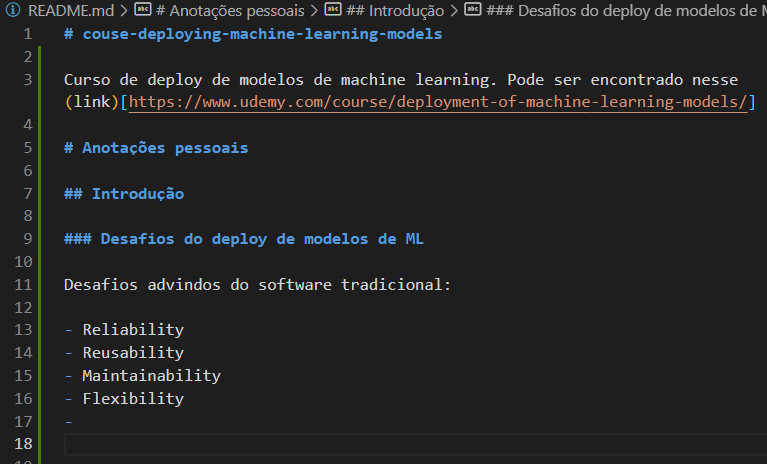 README.md > # Anotações pessoais > ## Introdução > ### Desafios do deploy de modelos de M
1 # couse-deploying-machine-learning-models
2
3 Curso de deploy de modelos de machine learning. Pode ser encontrado nesse
(link)[https://www.udemy.com/course/deployment-of-machine-learning-models/]
4
5 # Anotações pessoais
6
7 ## Introdução
8
9 ### Desafios do deploy de modelos de ML
10
11 Desafios advindos do software tradicional:
12
13 - Reliability
14 - Reusability
15 - Maintainability
16 - Flexibility
17 -
18